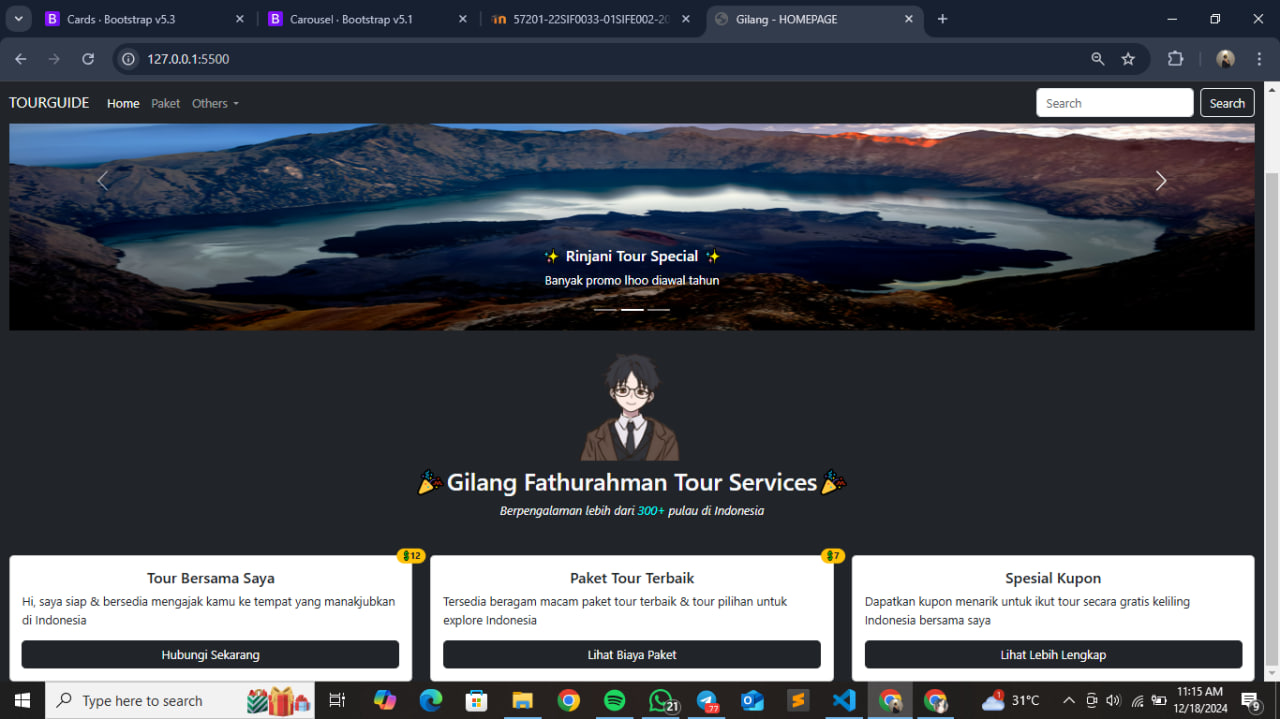 Cards · Bootstrap v5.3
Carousel · Bootstrap v5.1
57201-22SIF0033-01SIFE002-20
Gilang - HOMEPAGE
127.0.0.1:5500
TOURGUIDE Home Paket Others
Search
Search
✨ Rinjani Tour Special ✨
Banyak promo lhoo diawal tahun
🎉Gilang Fathurahman Tour Services🎉
Berpengalaman lebih dari 300+ pulau di Indonesia
💲12
Tour Bersama Saya
Hi, saya siap & bersedia mengajak kamu ke tempat yang manakjubkan
di Indonesia
Hubungi Sekarang
💲7
Paket Tour Terbaik
Tersedia beragam macam paket tour terbaik & tour pilihan untuk
explore Indonesia
Lihat Biaya Paket
Spesial Kupon
Dapatkan kupon menarik untuk ikut tour secara gratis keliling
Indonesia bersama saya
Lihat Lebih Lengkap
Type here to search
21
77
1
31°C
11:15 AM
12/18/2024
9